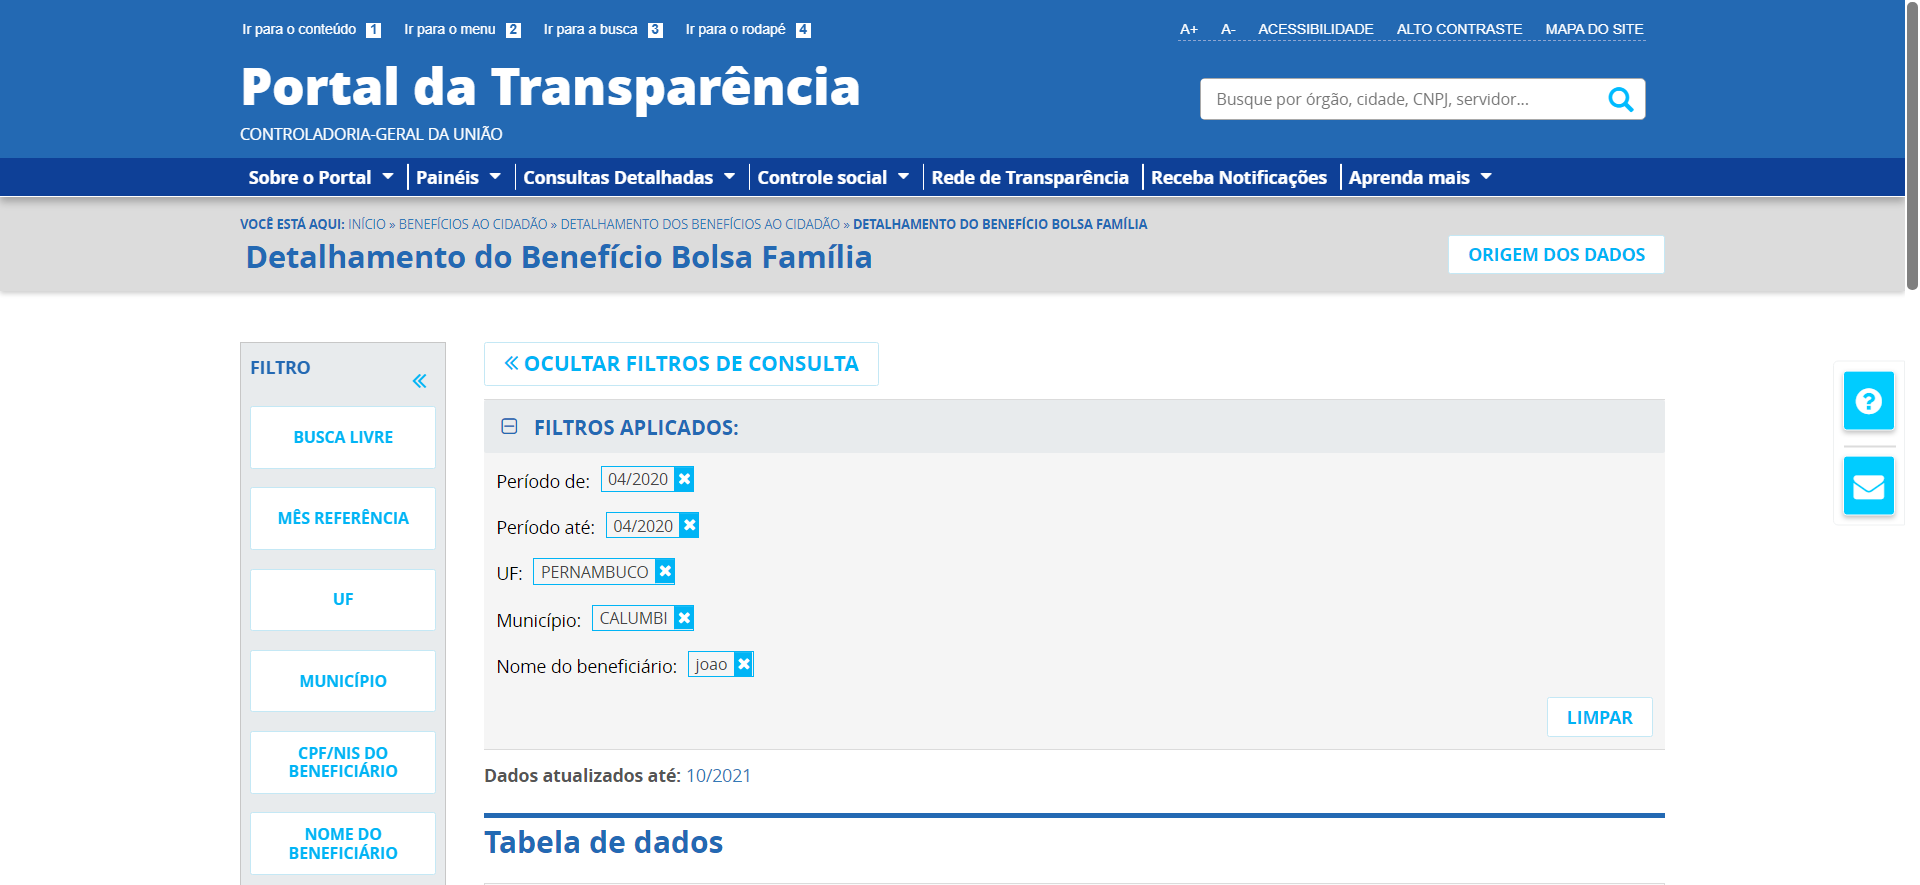 Ir para o conteúdo 1 Ir para o menu 2 Ir para a busca 3 Ir para o rodapé 4
A+ A- ACESSIBILIDADE ALTO CONTRASTE MAPA DO SITE
Portal da Transparência
Busque por órgão, cidade, CNPJ, servidor...
CONTROLADORIA-GERAL DA UNIÃO
Sobre o Portal Painéis Consultas Detalhadas Controle social Rede de Transparência Receba Notificações Aprenda mais
VOCÊ ESTÁ AQUI: INÍCIO » BENEFÍCIOS AO CIDADÃO » DETALHAMENTO DOS BENEFÍCIOS AO CIDADÃO » DETALHAMENTO DO BENEFÍCIO BOLSA FAMÍLIA
Detalhamento do Benefício Bolsa Família
ORIGEM DOS DADOS
FILTRO
BUSCA LIVRE
MÊS REFERÊNCIA
UF
MUNICÍPIO
CPF/NIS DO
BENEFICIÁRIO
NOME DO
BENEFICIÁRIO
OCULTAR FILTROS DE CONSULTA
FILTROS APLICADOS:
Período de: 04/2020
Período até: 04/2020
UF: PERNAMBUCO
Município: CALUMBI
Nome do beneficiário: joao
LIMPAR
Dados atualizados até: 10/2021
Tabela de dados